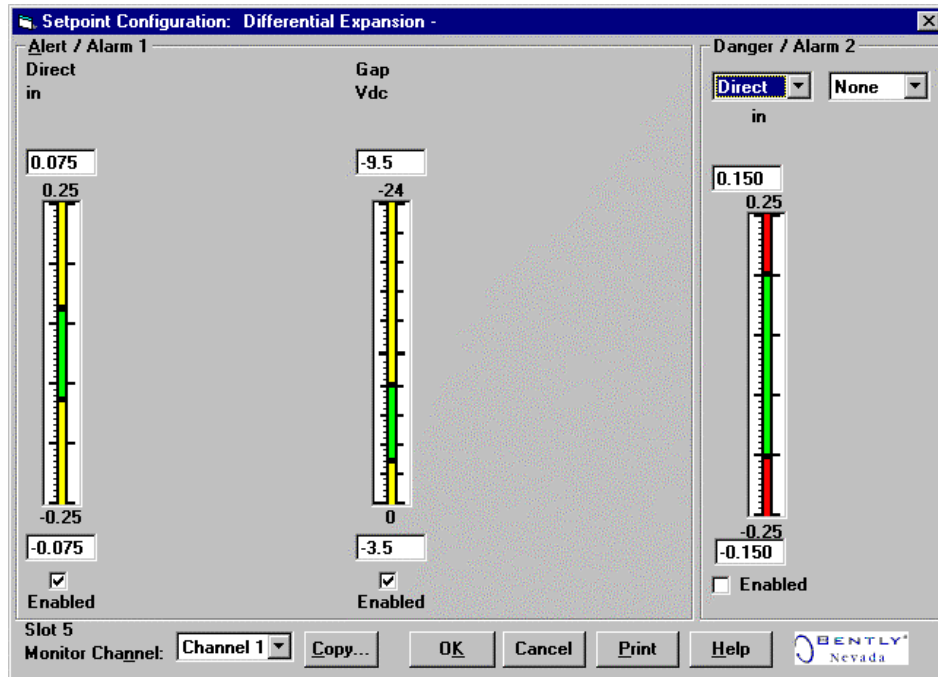 Setpoint Configuration: Differential Expansion -
Alert / Alarm 1
Direct
in
0.075
0.25
-0.25
-0.075
Enabled
Gap
Vdc
-9.5
-24
0
-3.5
Enabled
Danger / Alarm 2
Direct
None
in
0.150
0.25
-0.25
-0.150
Enabled
Slot 5
Monitor Channel:
Channel 1
Copy...
OK
Cancel
Print
Help
BENTLY
Nevada